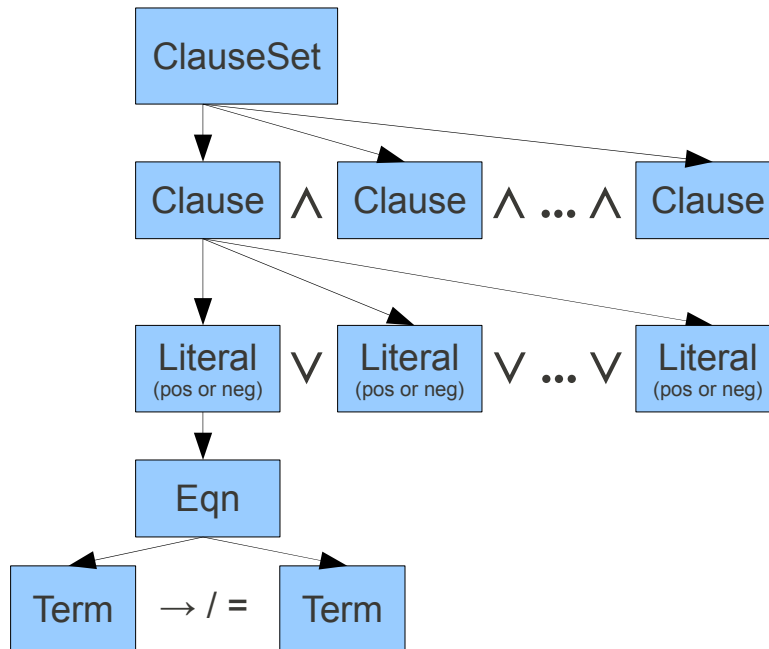 ClauseSet
Clause ∧ Clause ∧ ... ∧ Clause
Literal ∨ Literal ∨ ... ∨ Literal
(pos or neg) (pos or neg) (pos or neg)
Eqn
Term → / = Term